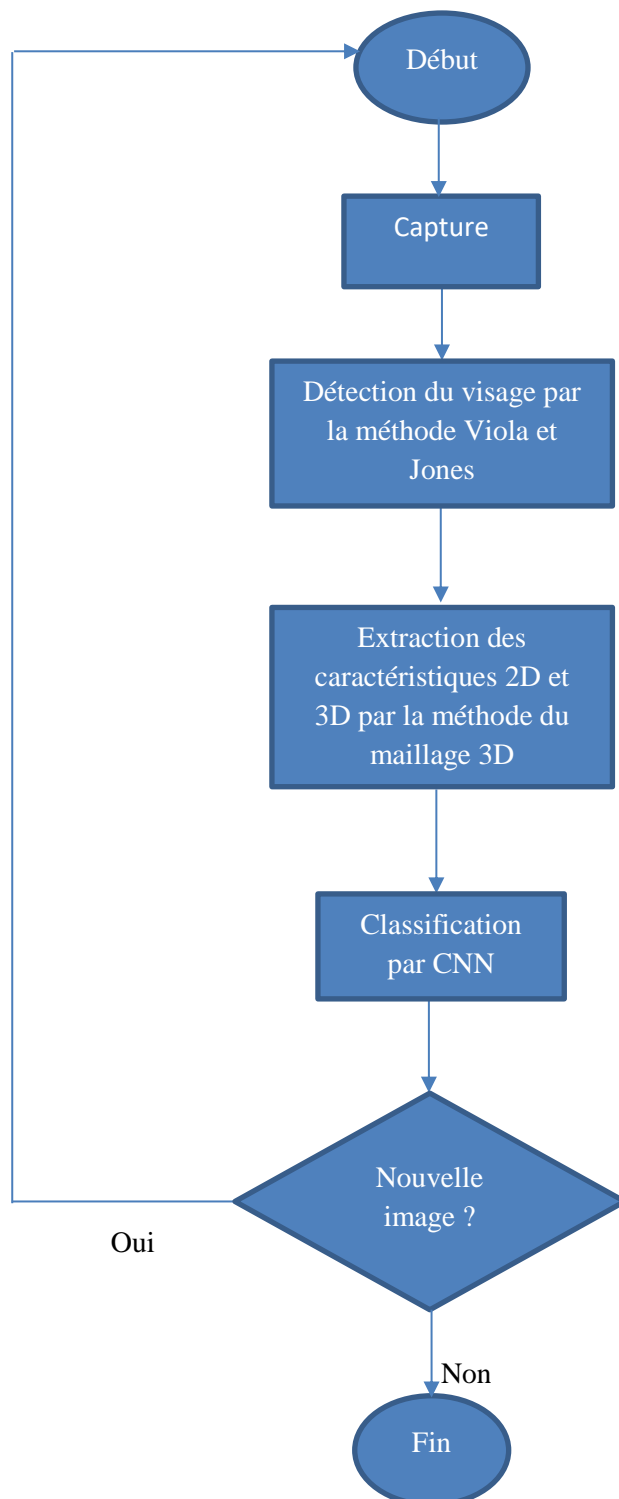 Début
Capture
Détection du visage par
la méthode Viola et
Jones
Extraction des
caractéristiques 2D et
3D par la méthode du
maillage 3D
Classification
par CNN
Nouvelle
image ?
Oui
Non
Fin